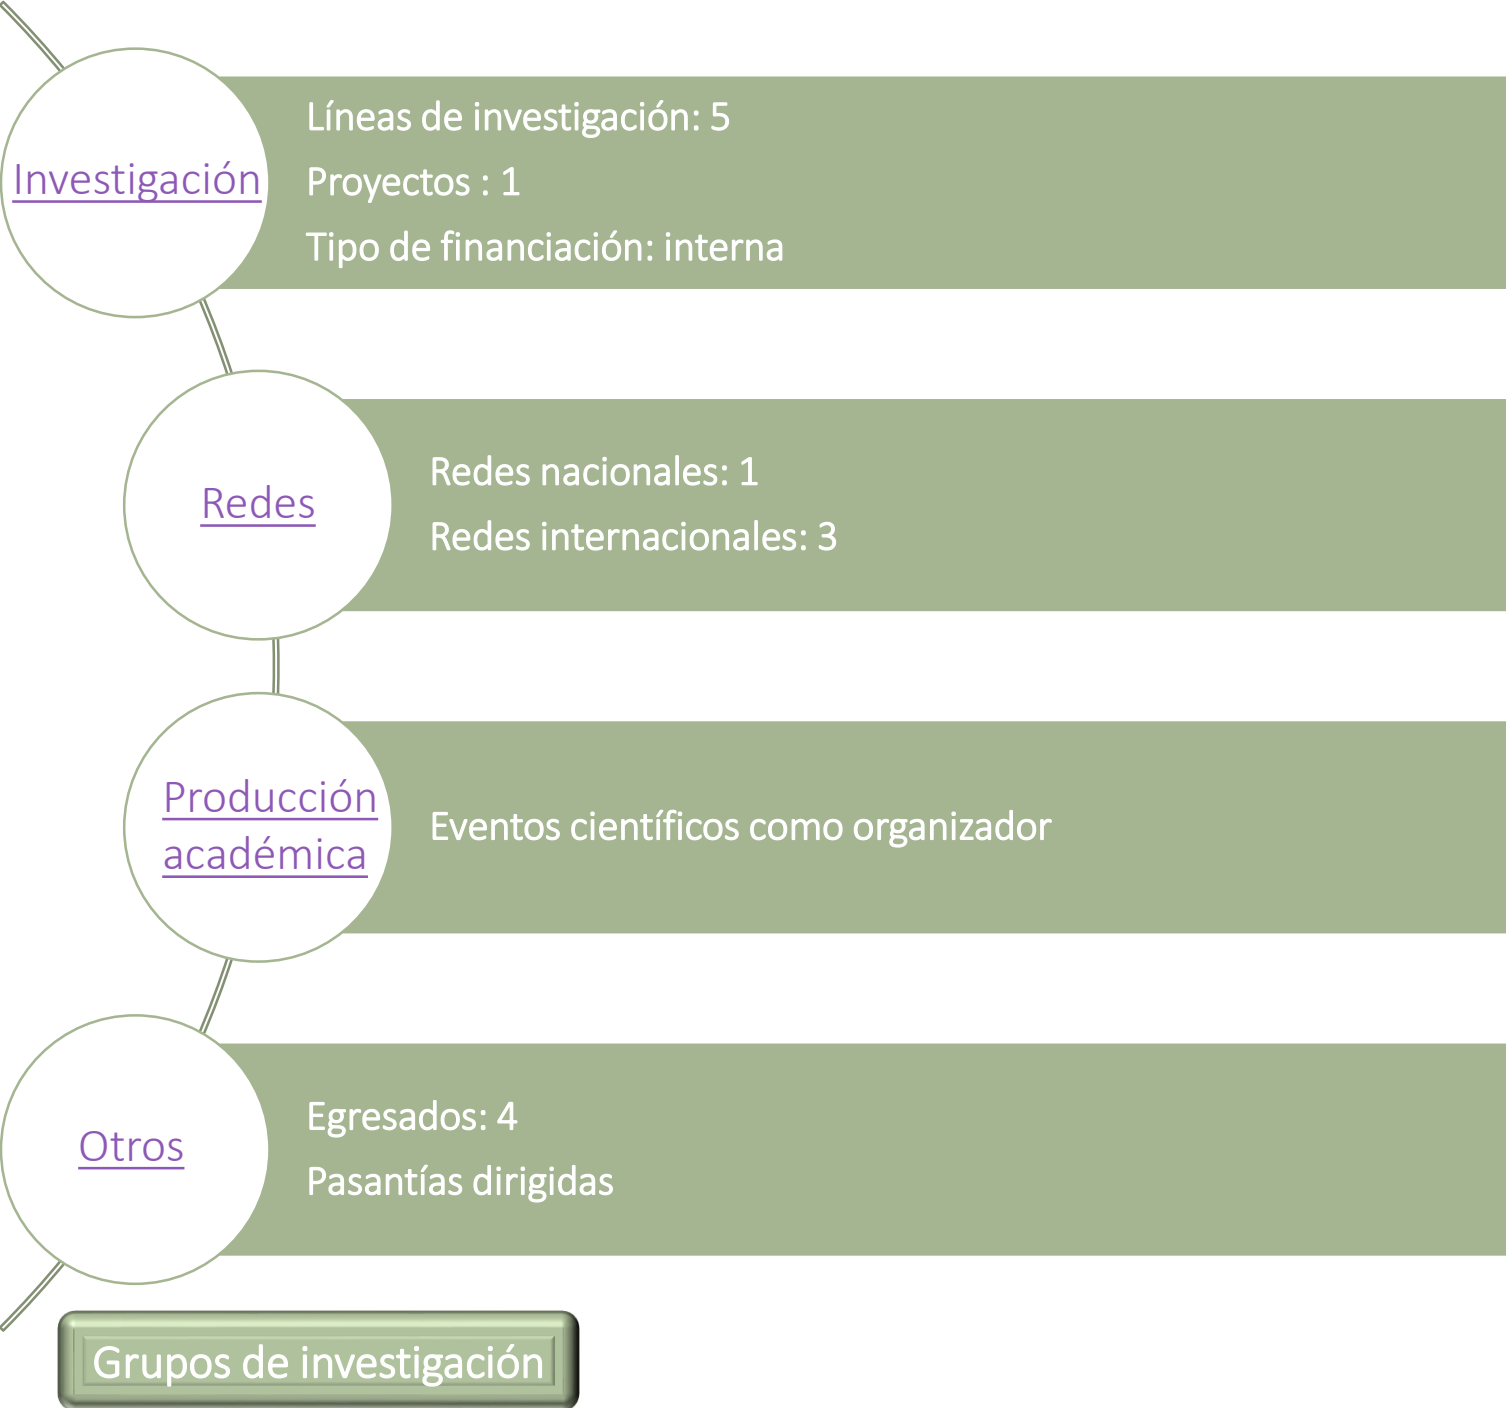 Investigación
Líneas de investigación: 5
Proyectos : 1
Tipo de financiación: interna
Redes
Redes nacionales: 1
Redes internacionales: 3
Producción
académica
Eventos científicos como organizador
Otros
Egresados: 4
Pasantías dirigidas
Grupos de investigación